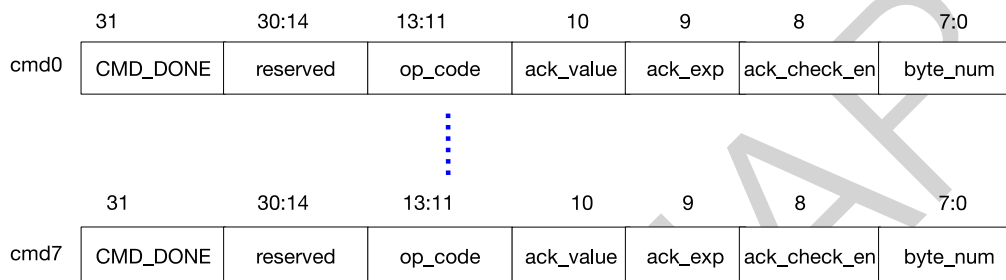 31 30:14 13:11 10 9 8 7:0
cmd0 CMD_DONE reserved op_code ack_value ack_exp ack_check_en byte_num
31 30:14 13:11 10 9 8 7:0
cmd7 CMD_DONE reserved op_code ack_value ack_exp ack_check_en byte_num